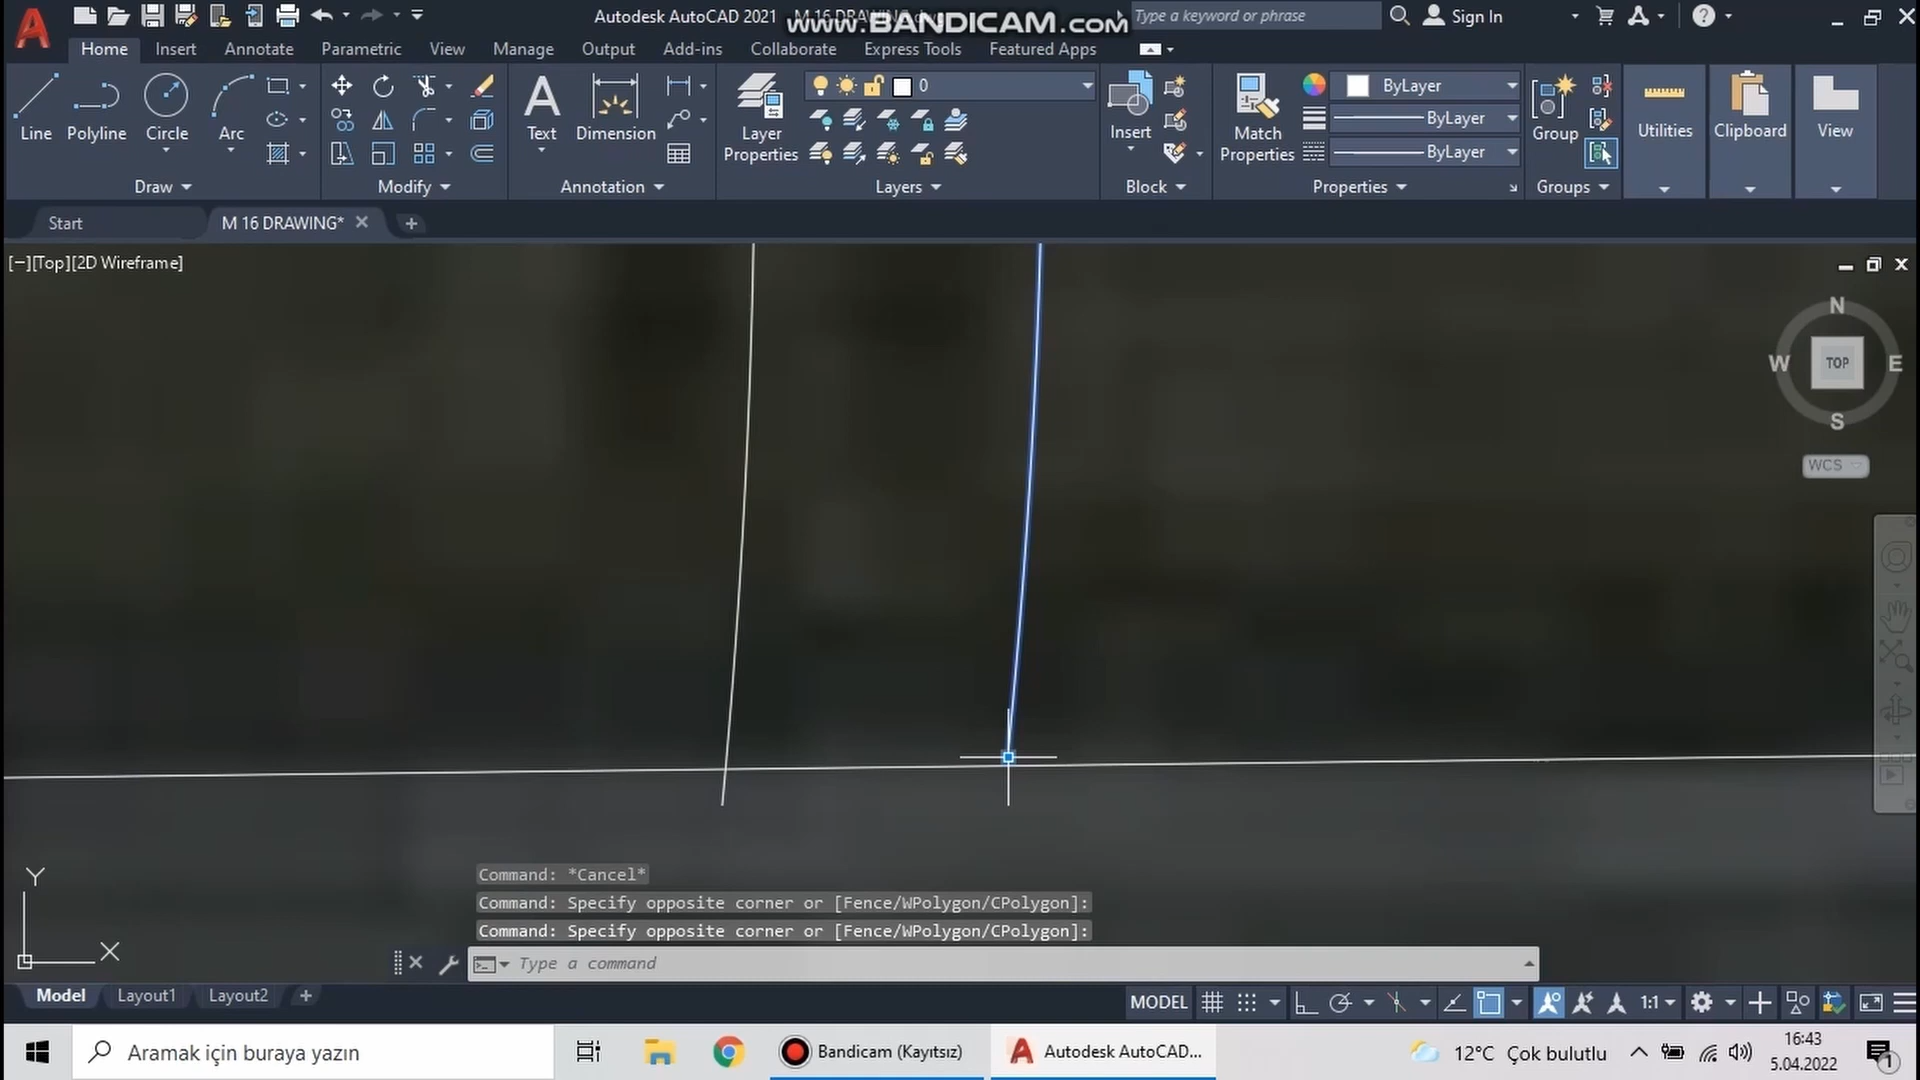 Autodesk AutoCAD 2021 M 16 DRAWING.dwg
www.BANDICAM.com
Type a keyword or phrase
Sign In
Home Insert Annotate Parametric View Manage Output Add-ins Collaborate Express Tools Featured Apps
0
ByLayer
ByLayer
ByLayer
Line Polyline Circle Arc
Text Dimension
Layer Properties
Insert
Match Properties
Group
Utilities
Clipboard
View
Draw Modify Annotation Layers Block Properties Groups
Start M 16 DRAWING*
[−][Top][2D Wireframe]
N
W TOP E
S
WCS
Command: *Cancel*
Command: Specify opposite corner or [Fence/WPolygon/CPolygon]:
Command: Specify opposite corner or [Fence/WPolygon/CPolygon]:
Type a command
Y
X
Model Layout1 Layout2
MODEL 1:1
Aramak için buraya yazın
Bandicam (Kayıtsız)
Autodesk AutoCAD...
12°C Çok bulutlu
16:43
5.04.2022
1